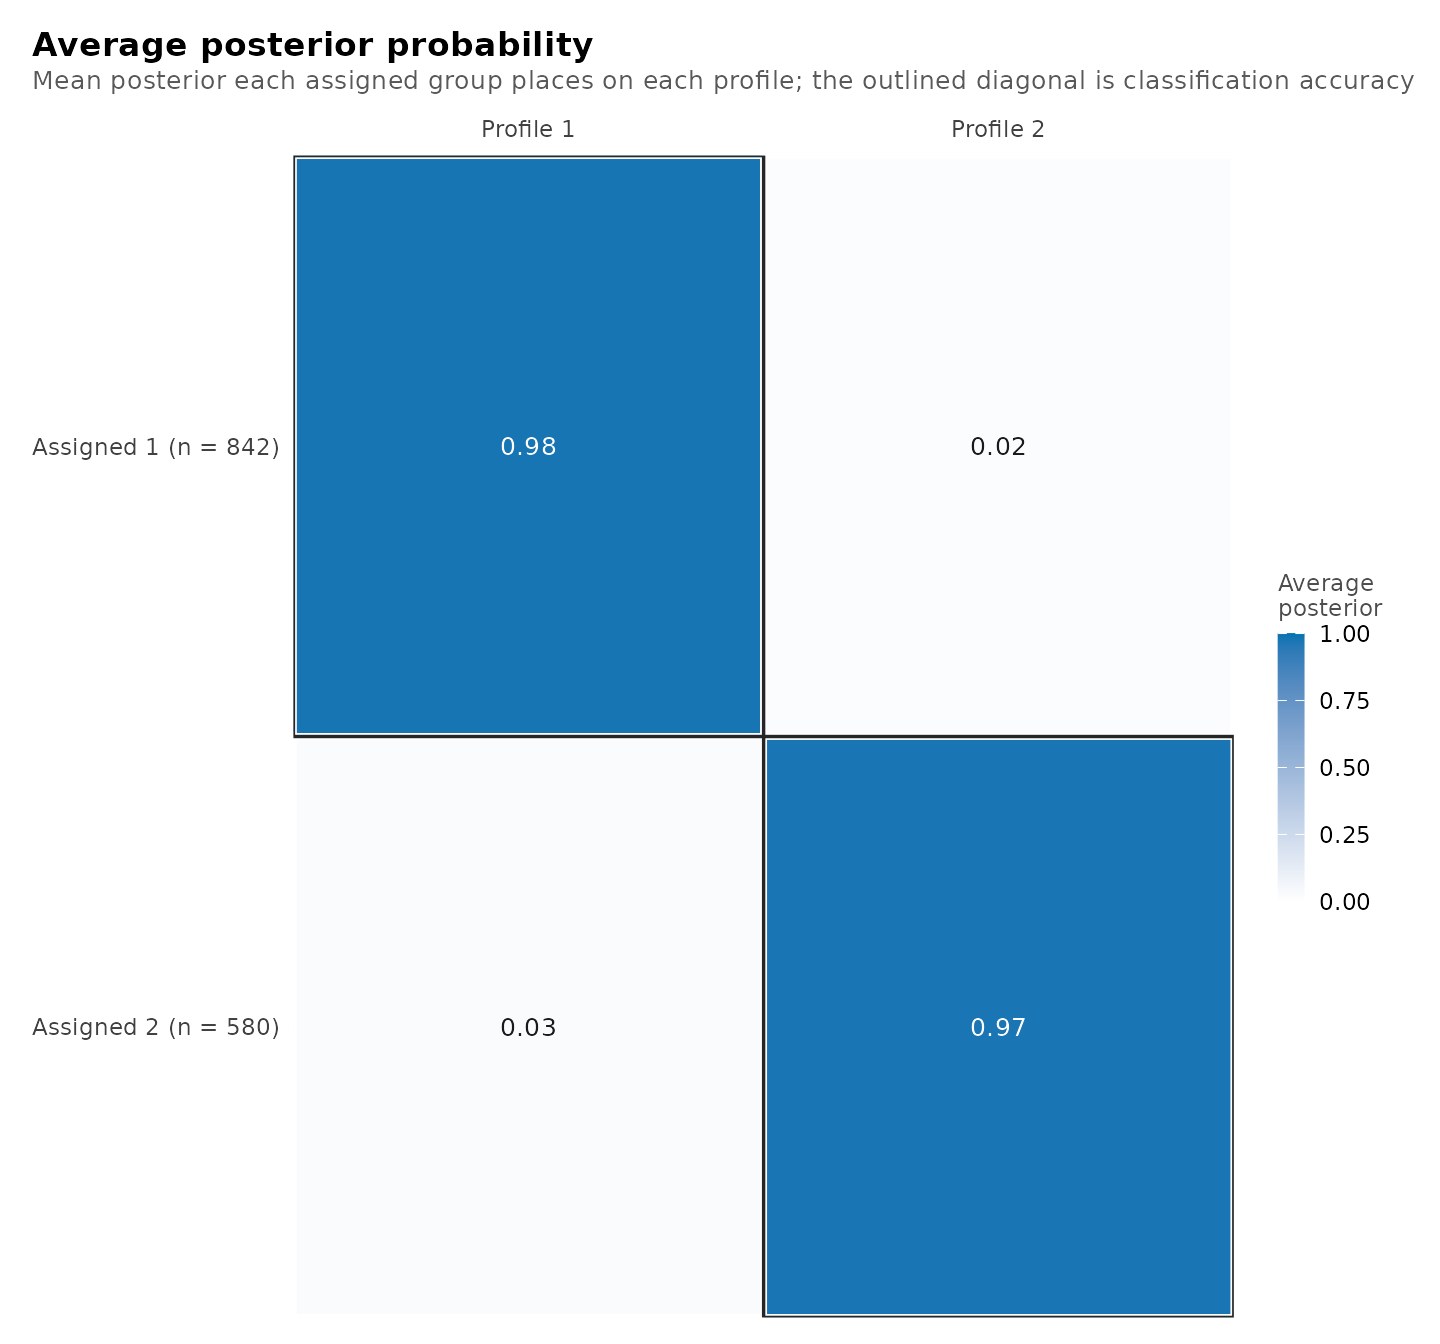 Average posterior probability
Mean posterior each assigned group places on each profile; the outlined diagonal is classification accuracy
Profile 1
Profile 2
Assigned 1 (n = 842)
0.98
0.02
Average
posterior
1.00
0.75
0.50
0.25
0.00
Assigned 2 (n = 580)
0.03
0.97